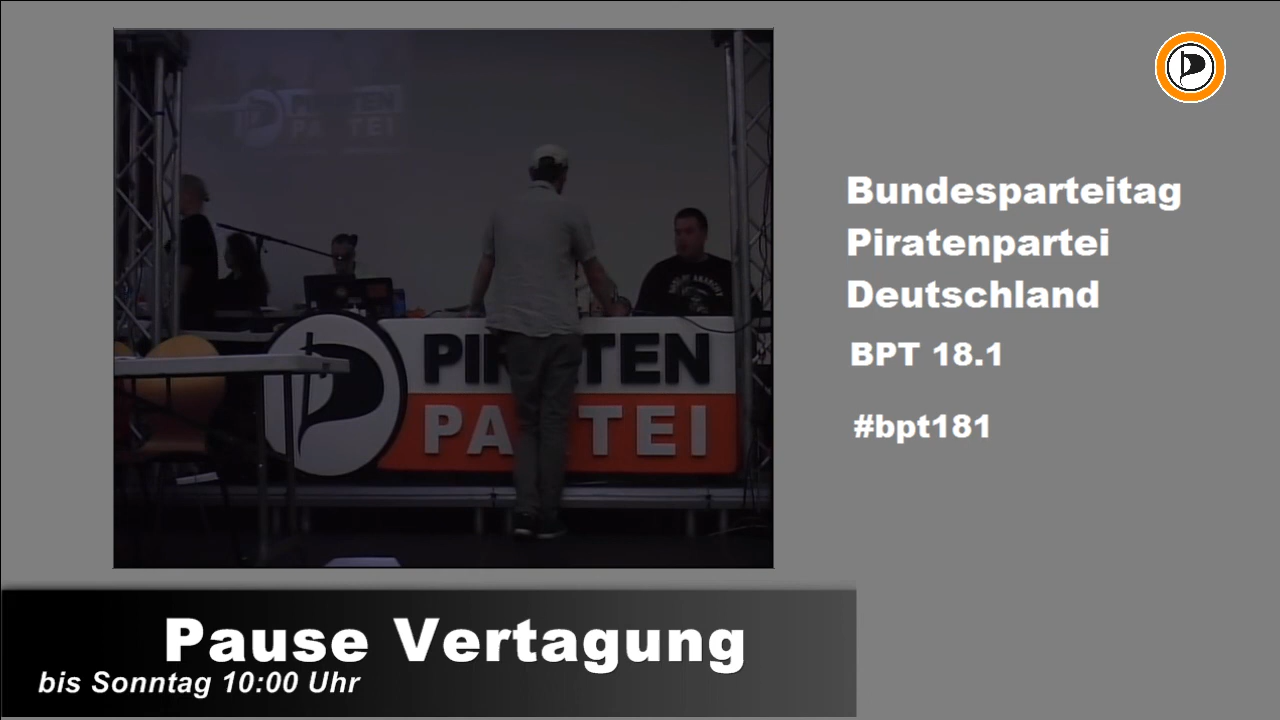 Bundesparteitag
Piratenpartei
Deutschland
BPT 18.1
#bpt181
PIRATEN
PARTEI
Pause Vertagung
bis Sonntag 10:00 Uhr